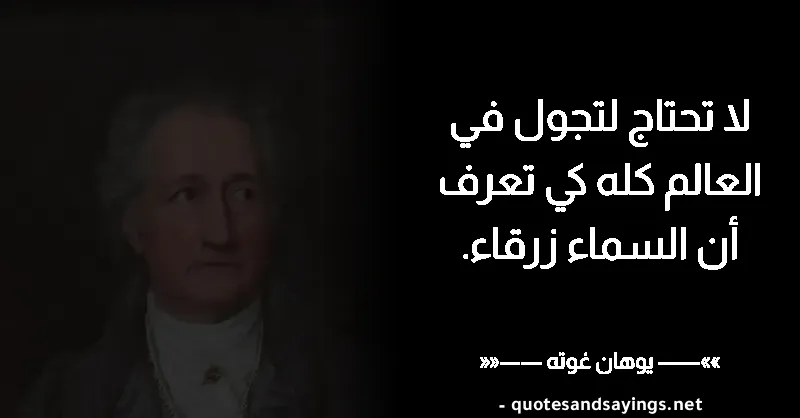 لا تحتاج لتجول في
العالم كله كي تعرف
أن السماء زرقاء.
»»—— يوهان غوته ——««
- quotesandsayings.net